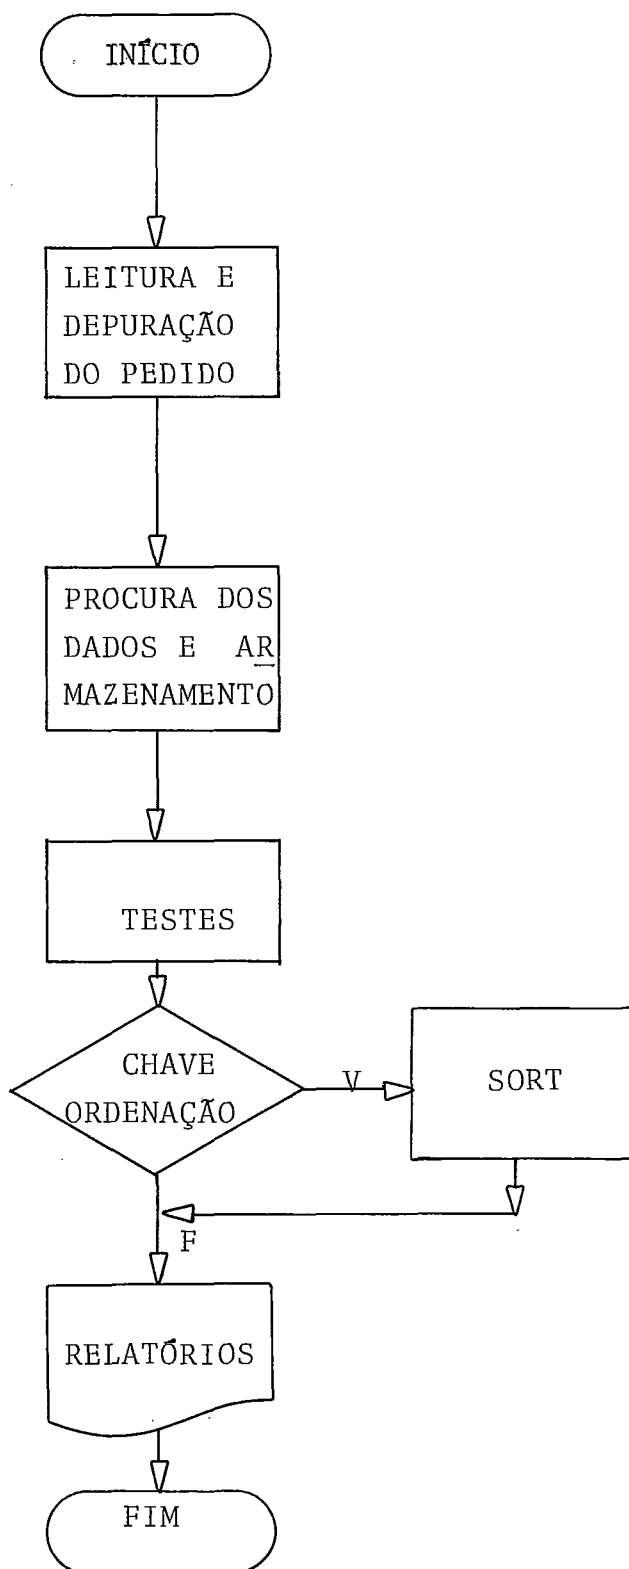 INÍCIO
LEITURA E
DEPURAÇÃO
DO PEDIDO
PROCURA DOS
DADOS E AR
MAZENAMENTO
TESTES
CHAVE
ORDENAÇÃO
V
SORT
F
RELATÓRIOS
FIM